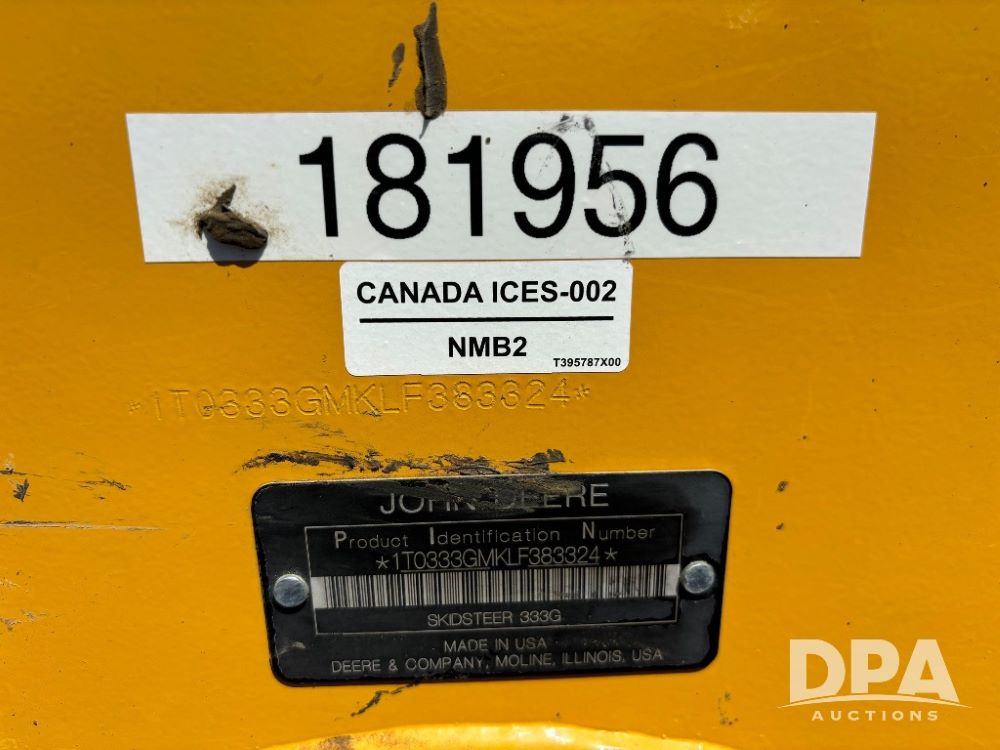 181956
CANADA ICES-002
NMB2
T395787X00
*1T0333GMKLF383324*
JOHN DEERE
Product Identification Number
*1T0333GMKLF383324*
SKIDSTEER 333G
MADE IN USA
DEERE & COMPANY, MOLINE, ILLINOIS, USA
DPA
AUCTIONS